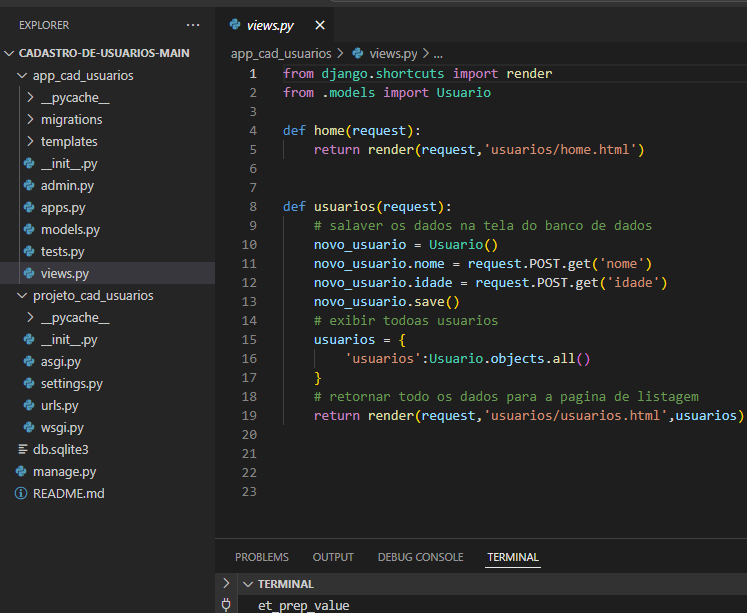 EXPLORER
CADASTRO-DE-USUARIOS-MAIN
app_cad_usuarios
__pycache__
migrations
templates
__init__.py
admin.py
apps.py
models.py
tests.py
views.py
projeto_cad_usuarios
__pycache__
__init__.py
asgi.py
settings.py
urls.py
wsgi.py
db.sqlite3
manage.py
README.md
views.py
app_cad_usuarios > views.py > ...
1 from django.shortcuts import render
2 from .models import Usuario
3
4 def home(request):
5     return render(request,'usuarios/home.html')
6
7
8 def usuarios(request):
9     # salaver os dados na tela do banco de dados
10     novo_usuario = Usuario()
11     novo_usuario.nome = request.POST.get('nome')
12     novo_usuario.idade = request.POST.get('idade')
13     novo_usuario.save()
14     # exibir todoas usuarios
15     usuarios = {
16         'usuarios':Usuario.objects.all()
17     }
18     # retornar todo os dados para a pagina de listagem
19     return render(request,'usuarios/usuarios.html',usuarios)
20
21
22
23
PROBLEMS OUTPUT DEBUG CONSOLE TERMINAL
TERMINAL
et_prep_value